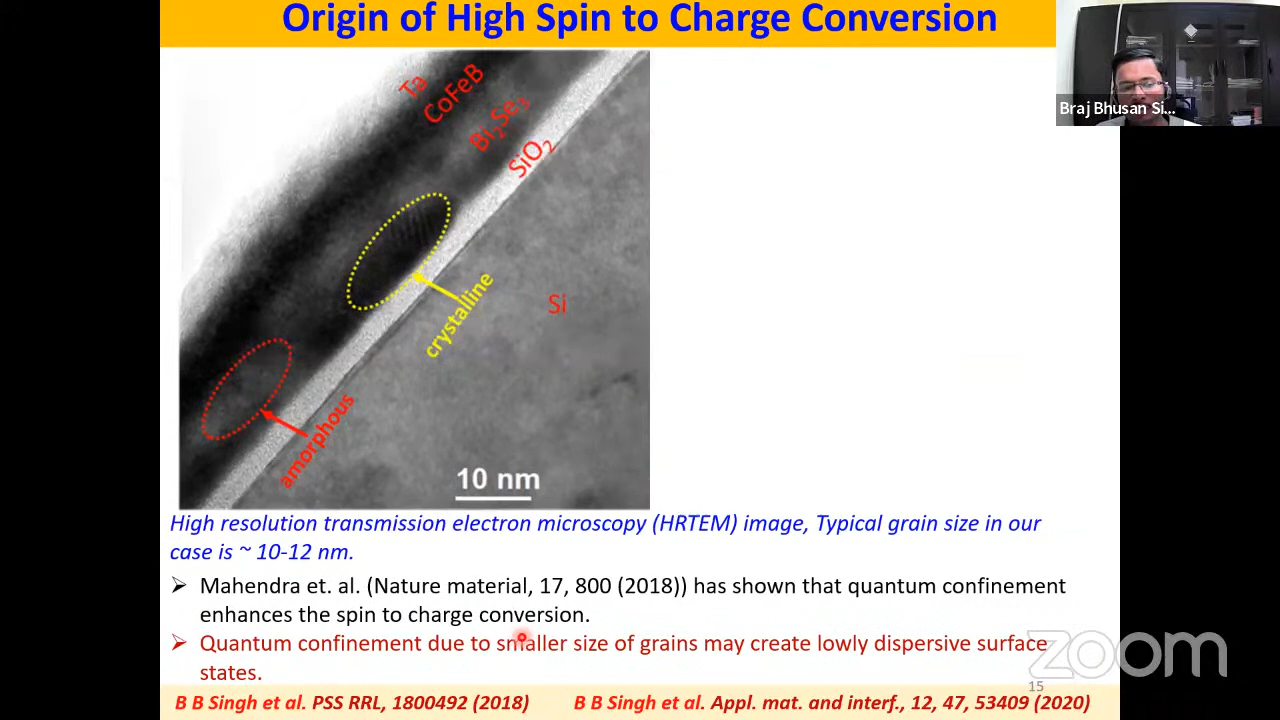 Origin of High Spin to Charge Conversion
Braj Bhusan Si...
Ta
CoFeB
Bi₂Se₃
SiO₂
crystalline
Si
amorphous
10 nm
High resolution transmission electron microscopy (HRTEM) image, Typical grain size in our
case is ~ 10-12 nm.
➢ Mahendra et. al. (Nature material, 17, 800 (2018)) has shown that quantum confinement
enhances the spin to charge conversion.
➢ Quantum confinement due to smaller size of grains may create lowly dispersive surface
states.
zoom
15
B B Singh et al. PSS RRL, 1800492 (2018) B B Singh et al. Appl. mat. and interf., 12, 47, 53409 (2020)